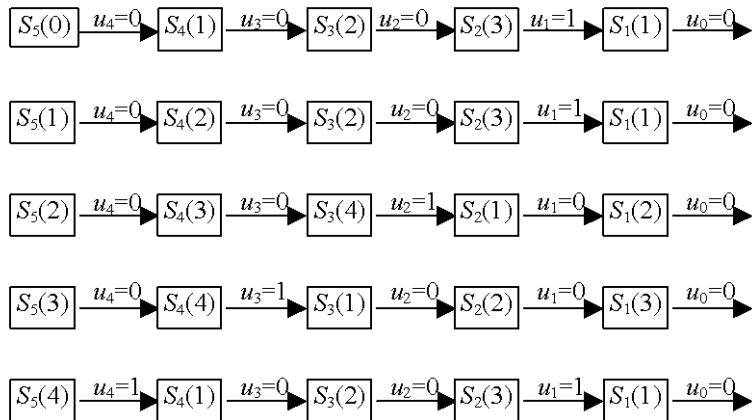 S₅(0) u₄=0 S₄(1) u₃=0 S₃(2) u₂=0 S₂(3) u₁=1 S₁(1) u₀=0
S₅(1) u₄=0 S₄(2) u₃=0 S₃(2) u₂=0 S₂(3) u₁=1 S₁(1) u₀=0
S₅(2) u₄=0 S₄(3) u₃=0 S₃(4) u₂=1 S₂(1) u₁=0 S₁(2) u₀=0
S₅(3) u₄=0 S₄(4) u₃=1 S₃(1) u₂=0 S₂(2) u₁=0 S₁(3) u₀=0
S₅(4) u₄=1 S₄(1) u₃=0 S₃(2) u₂=0 S₂(3) u₁=1 S₁(1) u₀=0